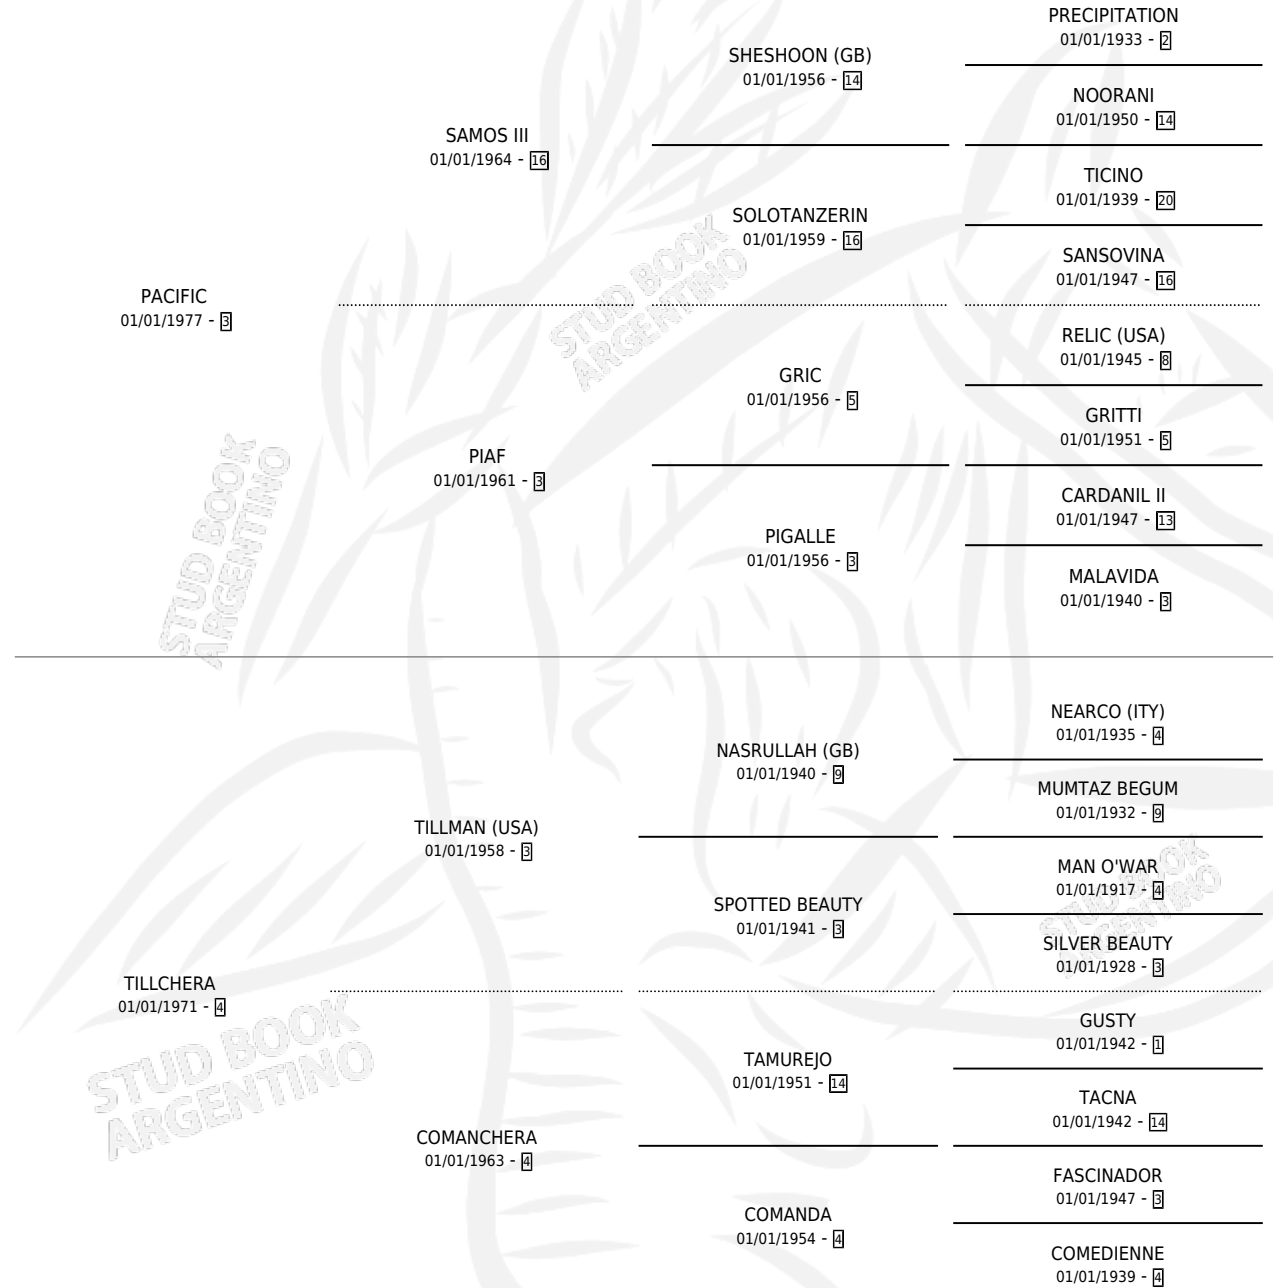 PRECIPITATION
01/01/1933 - 2
SHESHOON (GB)
01/01/1956 - 14
NOORANI
01/01/1950 - 14
SAMOS III
01/01/1964 - 16
TICINO
01/01/1939 - 20
SOLOTANZERIN
01/01/1959 - 16
SANSOVINA
01/01/1947 - 16
PACIFIC
01/01/1977 - 3
STUD BOOK
ARGENTINO
RELIC (USA)
01/01/1945 - 8
GRIC
01/01/1956 - 5
GRITTI
01/01/1951 - 5
PIAF
01/01/1961 - 3
CARDANIL II
01/01/1947 - 13
PIGALLE
01/01/1956 - 3
MALAVIDA
01/01/1940 - 3
STUD BOOK
ARGENTINO
NEARCO (ITY)
01/01/1935 - 4
NASRULLAH (GB)
01/01/1940 - 9
MUMTAZ BEGUM
01/01/1932 - 9
TILLMAN (USA)
01/01/1958 - 3
MAN O'WAR
01/01/1917 - 4
SPOTTED BEAUTY
01/01/1941 - 3
STUD BOOK
ARGENTINO
SILVER BEAUTY
01/01/1928 - 3
TILLCHERA
01/01/1971 - 4
STUD BOOK
ARGENTINO
GUSTY
01/01/1942 - 1
TAMUREJO
01/01/1951 - 14
TACNA
01/01/1942 - 14
COMANCHERA
01/01/1963 - 4
FASCINADOR
01/01/1947 - 3
COMANDA
01/01/1954 - 4
COMEDIENNE
01/01/1939 - 4